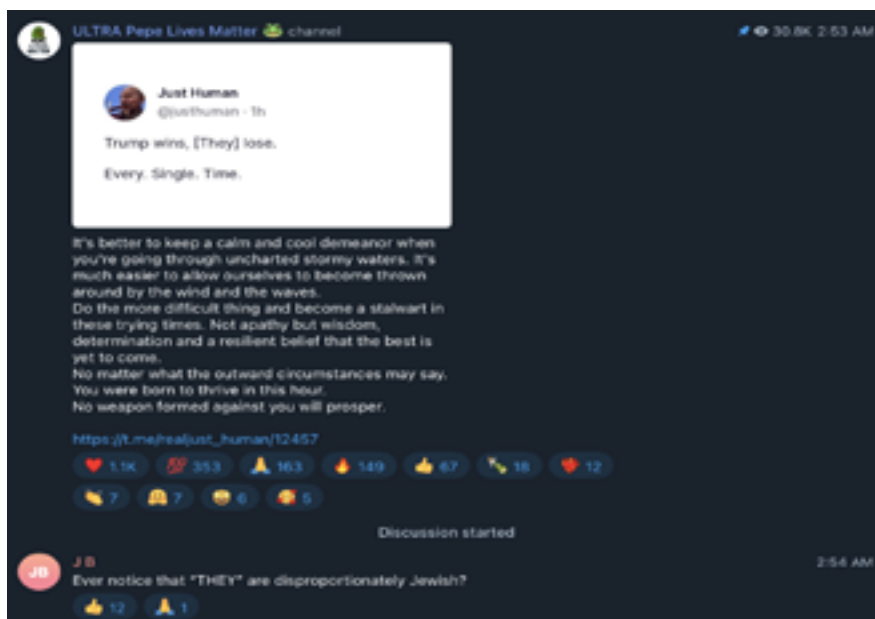 ULTRA Pepe Lives Matter 🐸 channel 30.8K 2:53 AM
Just Human
@justhuman · 1h
Trump wins, [They] lose.
Every. Single. Time.
It's better to keep a calm and cool demeanor when
you're going through uncharted stormy waters. It's
much easier to allow ourselves to become thrown
around by the wind and the waves.
Do the more difficult thing and become a stalwart in
these trying times. Not apathy but wisdom,
determination and a resilient belief that the best is
yet to come.
No matter what the outward circumstances may say.
You were born to thrive in this hour.
No weapon formed against you will prosper.
https://t.me/realjust_human/12457
❤️ 1.1K 💯 353 🙏 163 🔥 149 👍 67 🍾 18 12
👏 7 🤗 7 🤩 6 🥰 5
Discussion started
JB
J B 2:54 AM
Ever notice that "THEY" are disproportionately Jewish?
👍 12 🙏 1